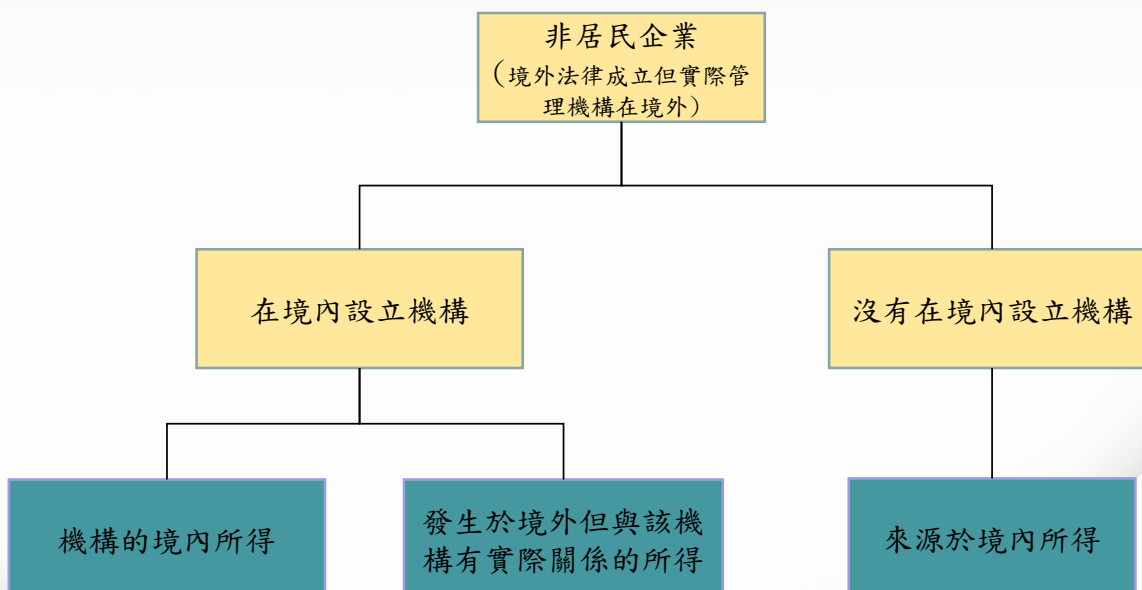 非居民企業
（境外法律成立但實際管
理機構在境外）
在境內設立機構
沒有在境內設立機構
機構的境內所得
發生於境外但與該機
構有實際關係的所得
來源於境內所得